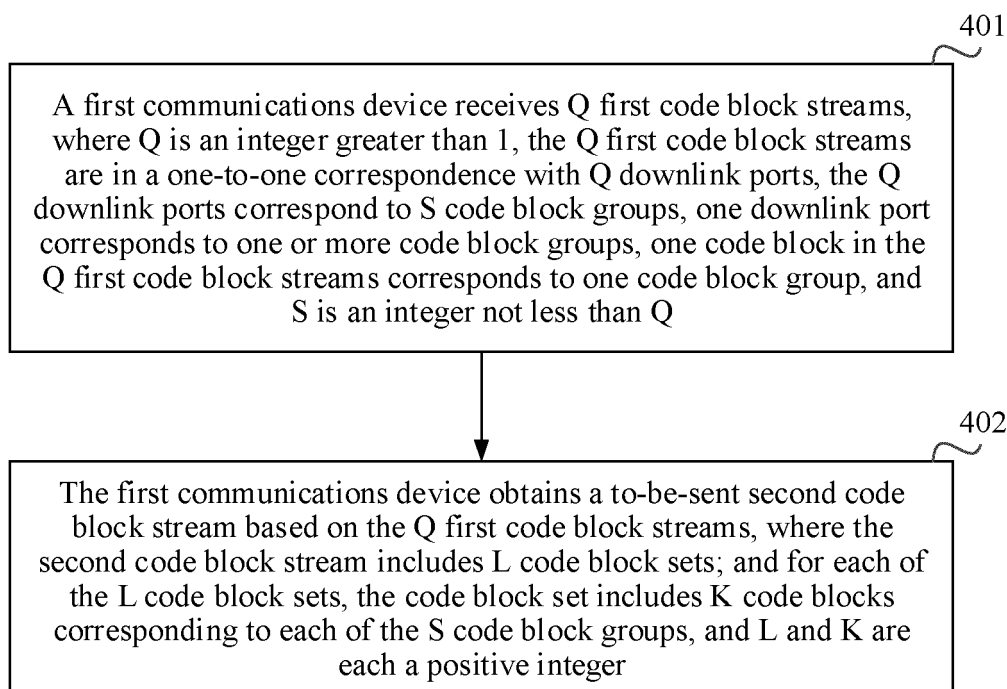 401
A first communications device receives Q first code block streams,
where Q is an integer greater than 1, the Q first code block streams
are in a one-to-one correspondence with Q downlink ports, the Q
downlink ports correspond to S code block groups, one downlink port
corresponds to one or more code block groups, one code block in the
Q first code block streams corresponds to one code block group, and
S is an integer not less than Q
402
The first communications device obtains a to-be-sent second code
block stream based on the Q first code block streams, where the
second code block stream includes L code block sets; and for each of
the L code block sets, the code block set includes K code blocks
corresponding to each of the S code block groups, and L and K are
each a positive integer